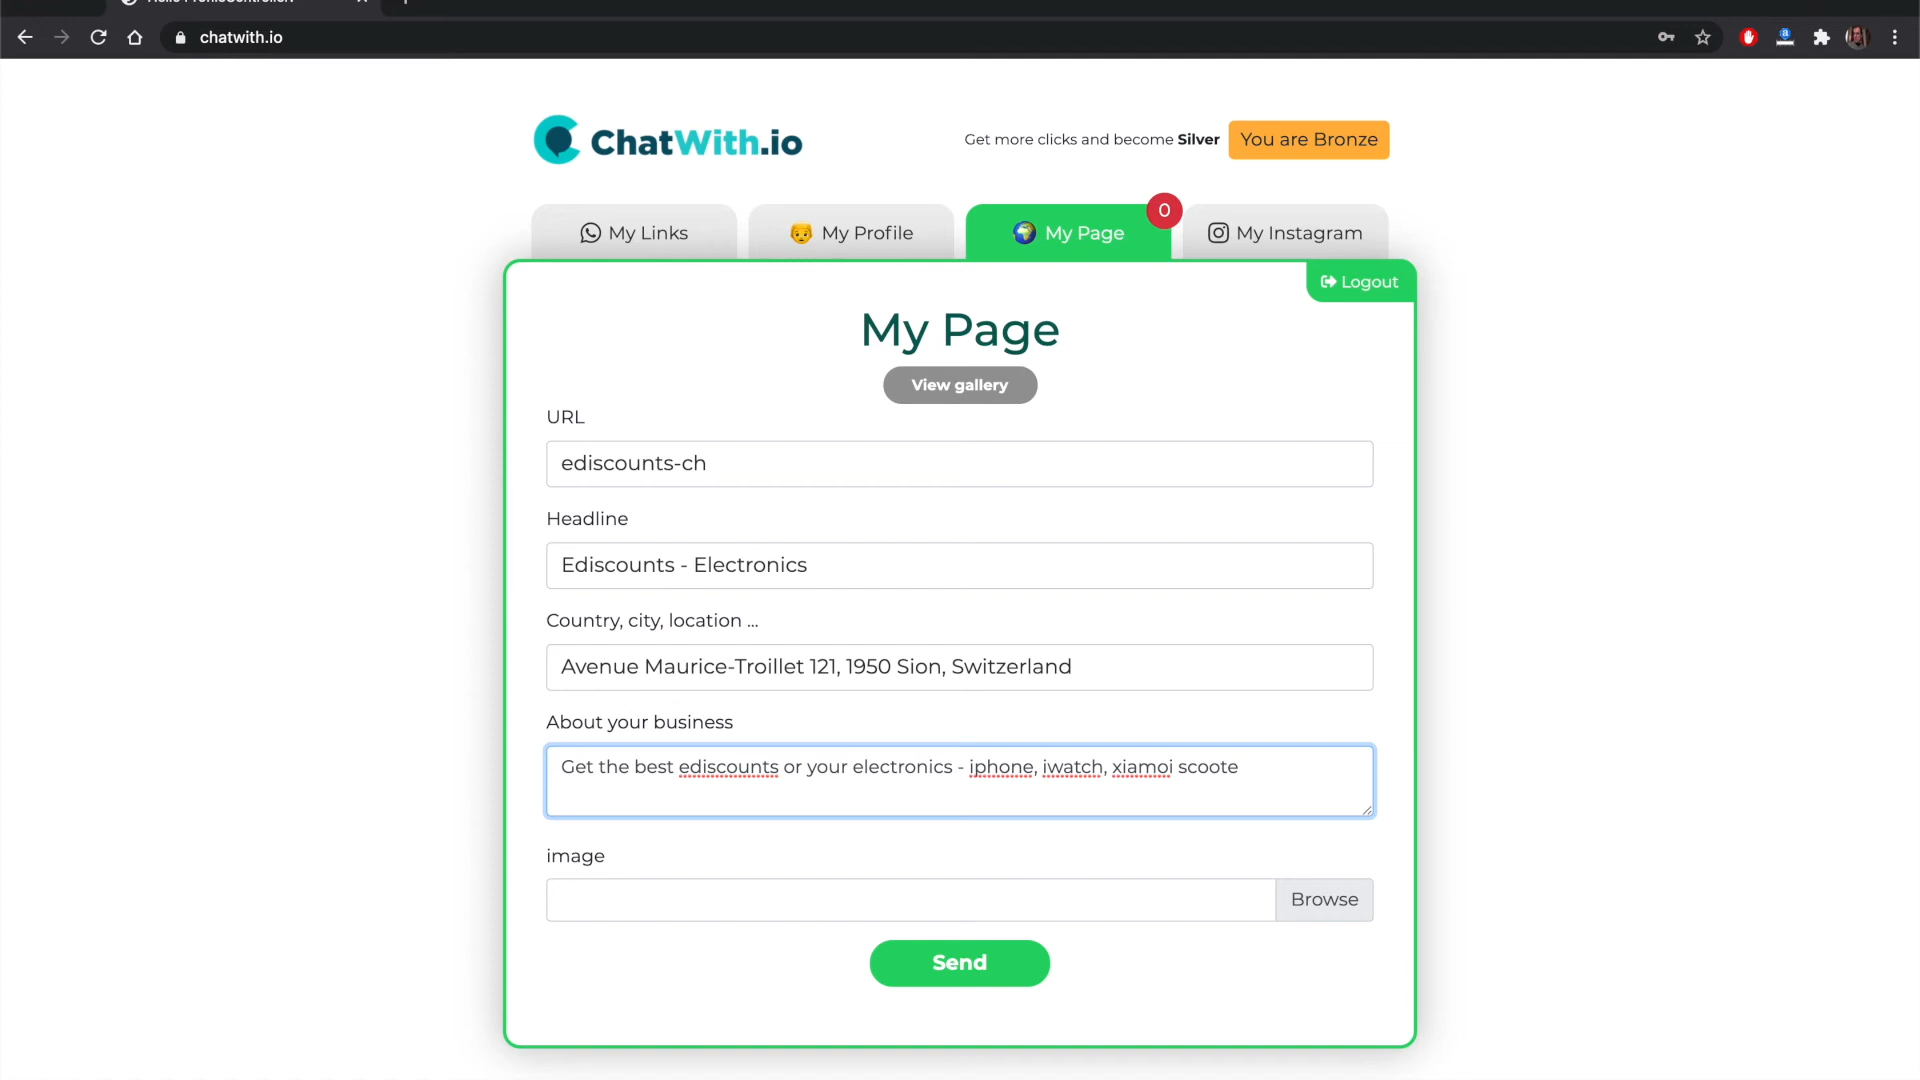 chatwith.io
ChatWith.io
Get more clicks and become Silver
You are Bronze
My Links
My Profile
My Page
0
My Instagram
Logout
My Page
View gallery
URL
ediscounts-ch
Headline
Ediscounts - Electronics
Country, city, location ...
Avenue Maurice-Troillet 121, 1950 Sion, Switzerland
About your business
Get the best ediscounts or your electronics - iphone, iwatch, xiamoi scoote
image
Browse
Send